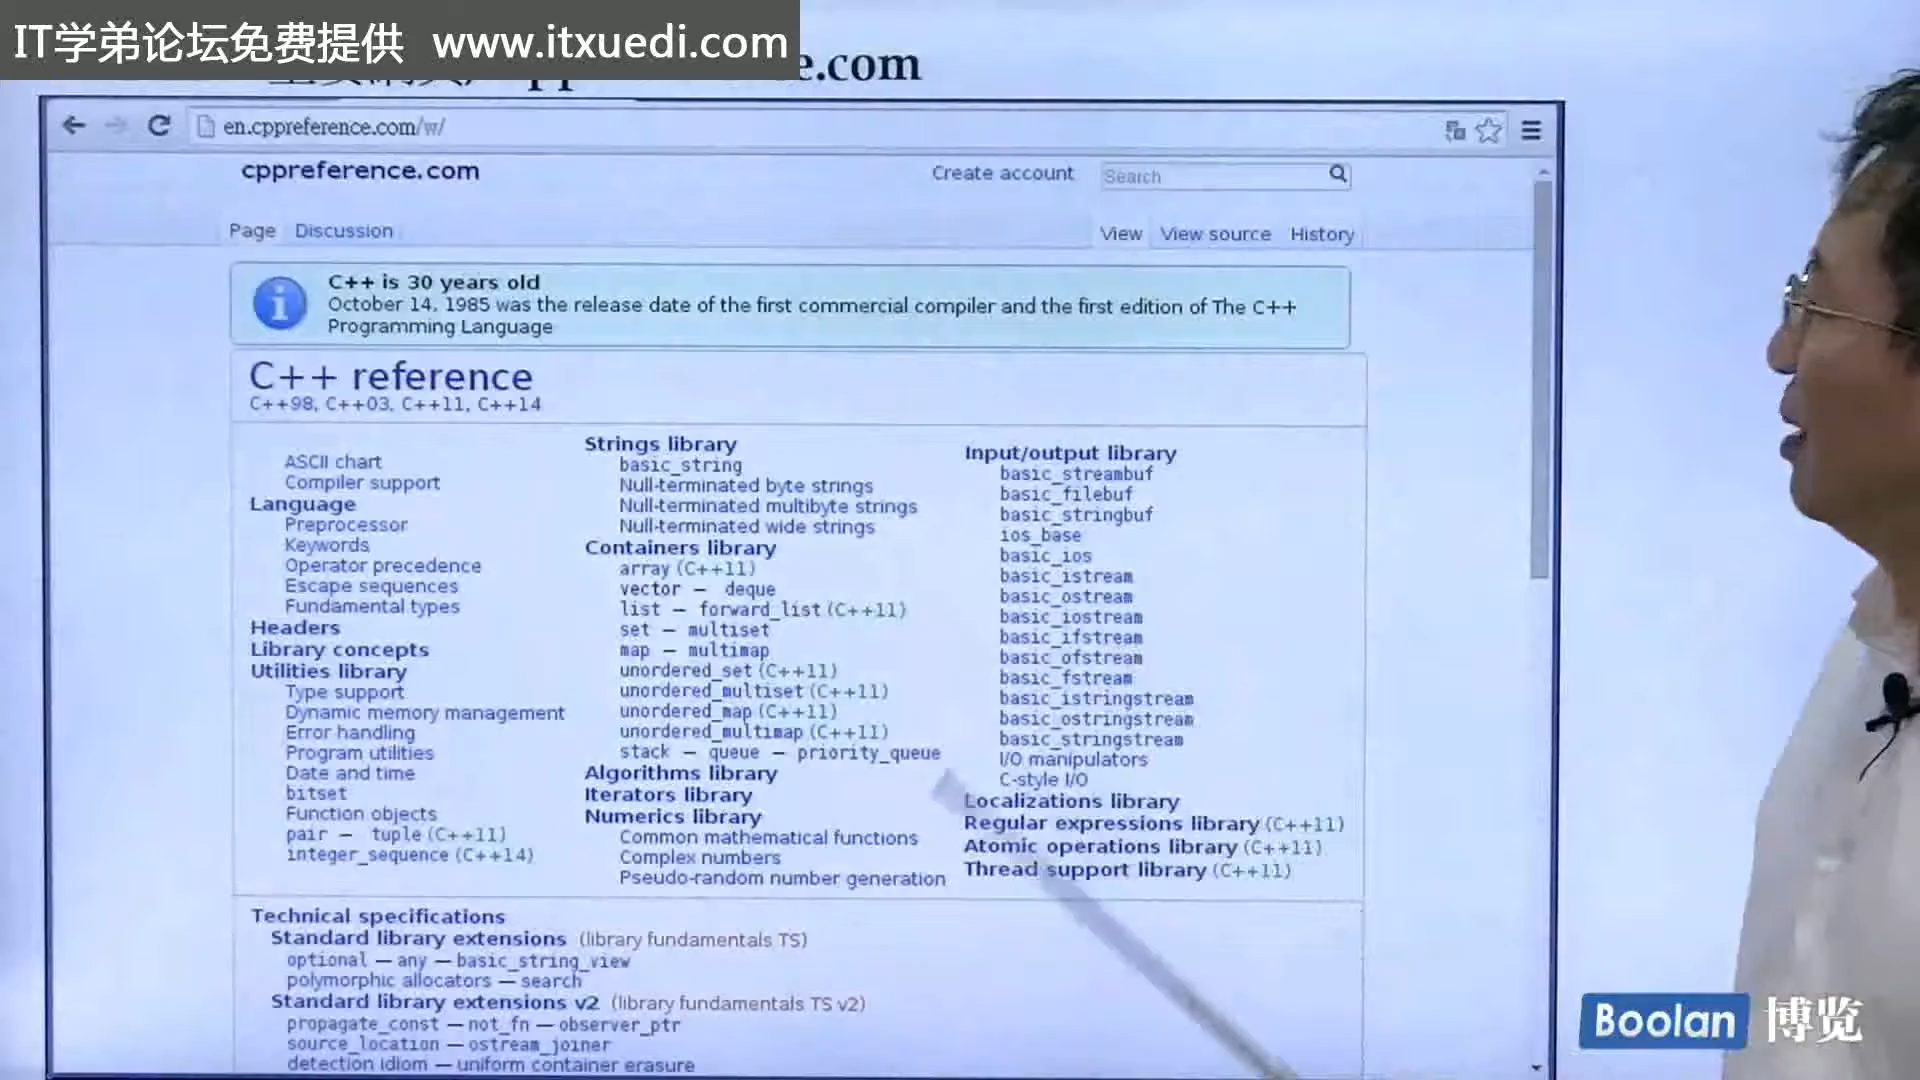 IT学弟论坛免费提供 www.itxuedi.com
e.com
en.cppreference.com/w/
cppreference.com
Create account
Search
Page Discussion
View View source History
C++ is 30 years old
October 14, 1985 was the release date of the first commercial compiler and the first edition of The C++
Programming Language
C++ reference
C++98, C++03, C++11, C++14
ASCII chart
Compiler support
Language
Preprocessor
Keywords
Operator precedence
Escape sequences
Fundamental types
Headers
Library concepts
Utilities library
Type support
Dynamic memory management
Error handling
Program utilities
Date and time
bitset
Function objects
pair — tuple (C++11)
integer_sequence (C++14)
Strings library
basic_string
Null-terminated byte strings
Null-terminated multibyte strings
Null-terminated wide strings
Containers library
array (C++11)
vector — deque
list — forward_list (C++11)
set — multiset
map — multimap
unordered_set (C++11)
unordered_multiset (C++11)
unordered_map (C++11)
unordered_multimap (C++11)
stack — queue — priority_queue
Algorithms library
Iterators library
Numerics library
Common mathematical functions
Complex numbers
Pseudo-random number generation
Input/output library
basic_streambuf
basic_filebuf
basic_stringbuf
ios_base
basic_ios
basic_istream
basic_ostream
basic_iostream
basic_ifstream
basic_ofstream
basic_fstream
basic_istringstream
basic_ostringstream
basic_stringstream
I/O manipulators
C-style I/O
Localizations library
Regular expressions library (C++11)
Atomic operations library (C++11)
Thread support library (C++11)
Technical specifications
Standard library extensions (library fundamentals TS)
optional — any — basic_string_view
polymorphic allocators — search
Standard library extensions v2 (library fundamentals TS v2)
propagate_const — not_fn — observer_ptr
source_location — ostream_joiner
detection idiom — uniform container erasure
Boolan 博览